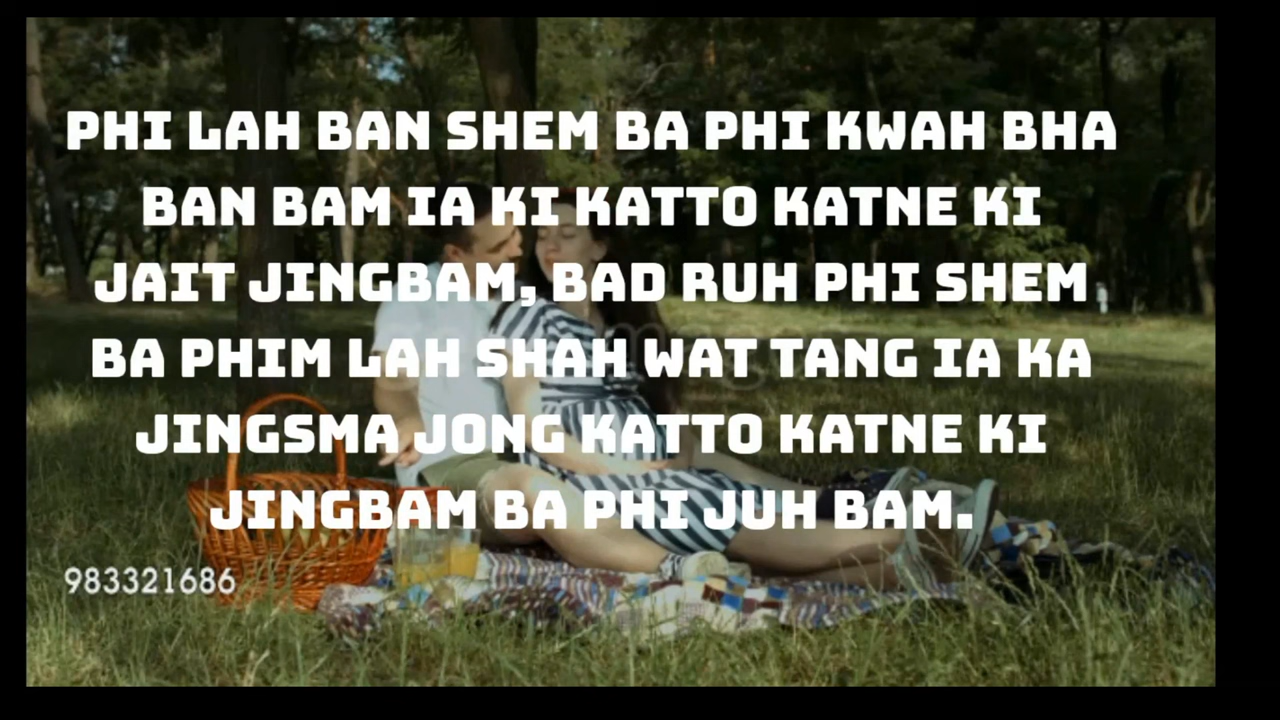 PHI LAH BAN SHEM BA PHI KWAH BHA
BAN BAM IA KI KATTO KATNE KI
JAIT JINGBAM, BAD RUH PHI SHEM
BA PHIM LAH SHAH WAT TANG IA KA
JINGSMA JONG KATTO KATNE KI
JINGBAM BA PHI JUH BAM.
983321686